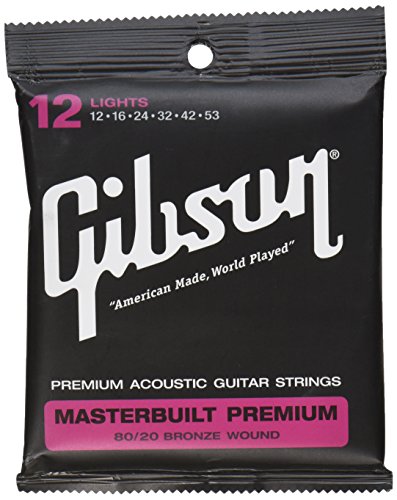 12 LIGHTS
12•16•24•32•42•53
Gibson®
"American Made, World Played"
PREMIUM ACOUSTIC GUITAR STRINGS
MASTERBUILT PREMIUM
80/20 BRONZE WOUND